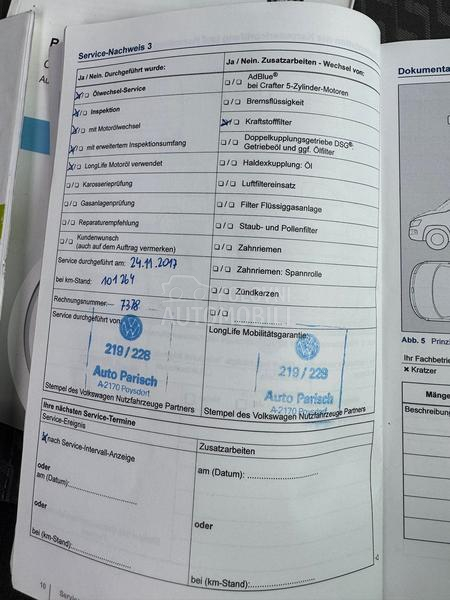 Service-Nachweis 3
Ja / Nein. Durchgeführt wurde:
Ölwechsel-Service
Inspektion
mit Motorölwechsel
mit erweitertem Inspektionsumfang
LongLife Motoröl verwendet
Karosserieprüfung
Gasanlagenprüfung
Reparaturempfehlung
Kundenwunsch
(auch auf dem Auftrag vermerken)
Service durchgeführt am: 24.11.2017
bei km-Stand: 101264
Rechnungsnummer: 7378
Service durchgeführt von:
219 / 228
Auto Parisch
A-2170 Poysdorf
Stempel des Volkswagen Nutzfahrzeuge Partners
Ja / Nein. Zusatzarbeiten - Wechsel von:
AdBlue®
bei Crafter 5-Zylinder-Motoren
Bremsflüssigkeit
Kraftstofffilter
Doppelkupplungsgetriebe DSG®:
Getriebeöl und ggf. Ölfilter
Haldexkupplung: Öl
Luftfiltereinsatz
Filter Flüssiggasanlage
Staub- und Pollenfilter
Zahnriemen
Zahnriemen: Spannrolle
Zündkerzen
LongLife Mobilitätsgarantie:
219 / 228
Auto Parisch
A-2170 Poysdorf
Stempel des Volkswagen Nutzfahrzeuge Partners
Ihre nächsten Service-Termine
Service-Ereignis
nach Service-Intervall-Anzeige
oder
am (Datum):
oder
bei (km-Stand):
Zusatzarbeiten
am (Datum):
oder
bei (km-Stand):
10
Dokumenta
Abb. 5 Prinzi
Ihr Fachbetrie
× Kratzer
Mänge
Beschreibung